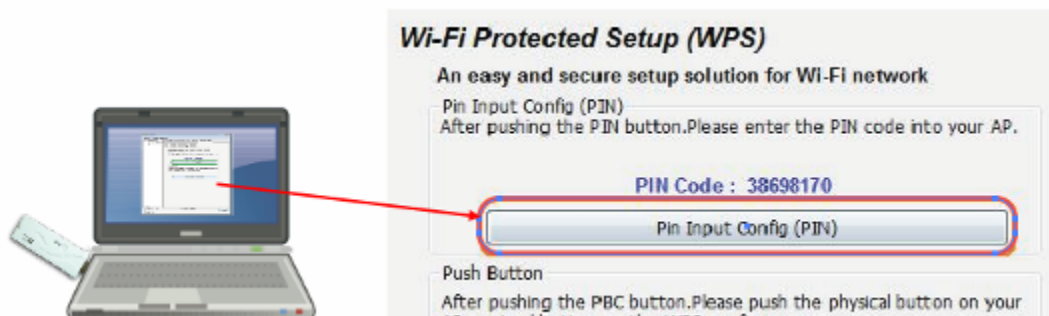 Wi-Fi Protected Setup (WPS)
An easy and secure setup solution for Wi-Fi network
Pin Input Config (PIN)
After pushing the PIN button.Please enter the PIN code into your AP.
PIN Code : 38698170
Pin Input Config (PIN)
Push Button
After pushing the PBC button.Please push the physical button on your